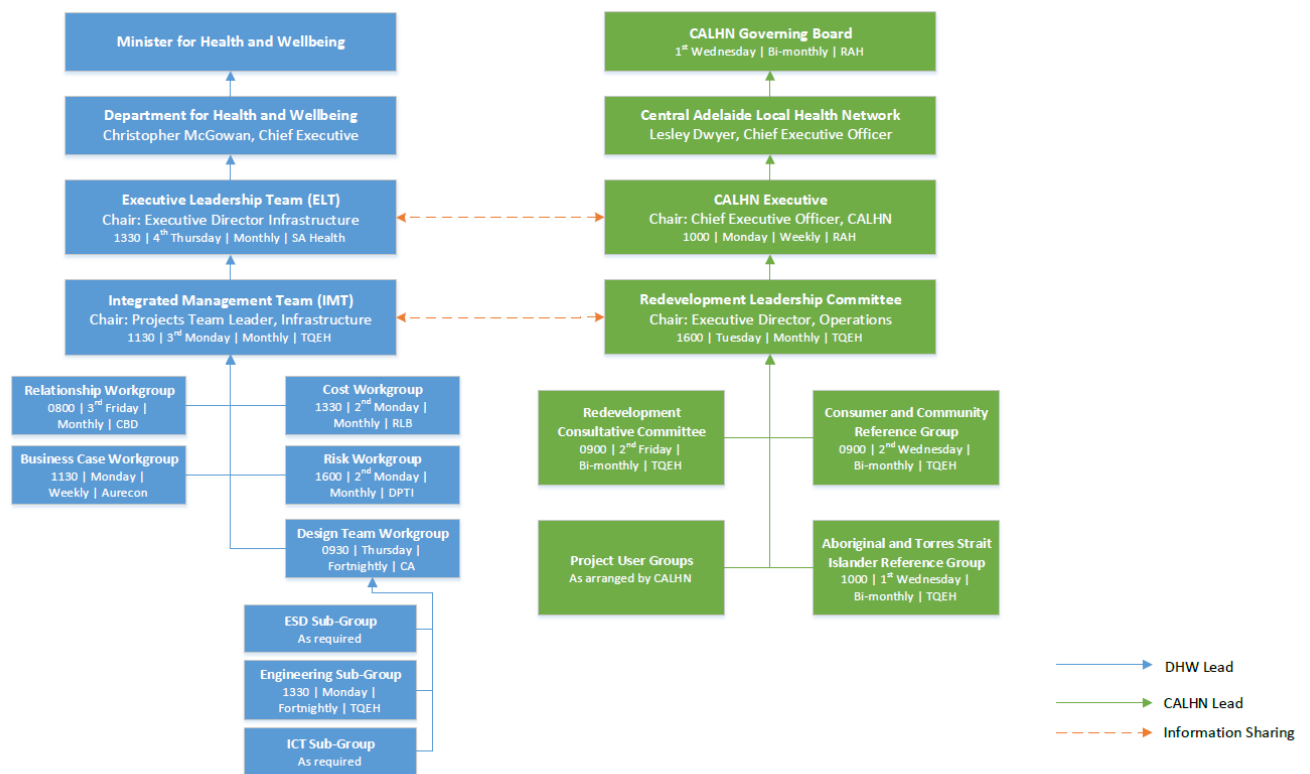 Minister for Health and Wellbeing
Department for Health and Wellbeing
Christopher McGowan, Chief Executive
Executive Leadership Team (ELT)
Chair: Executive Director Infrastructure
1330 | 4th Thursday | Monthly | SA Health
Integrated Management Team (IMT)
Chair: Projects Team Leader, Infrastructure
1130 | 3rd Monday | Monthly | TQEH
Relationship Workgroup
0800 | 3rd Friday |
Monthly | CBD
Cost Workgroup
1330 | 2nd Monday |
Monthly | RLB
Business Case Workgroup
1130 | Monday |
Weekly | Aurecon
Risk Workgroup
1600 | 2nd Monday |
Monthly | DPTI
Design Team Workgroup
0930 | Thursday |
Fortnightly | CA
ESD Sub-Group
As required
Engineering Sub-Group
1330 | Monday |
Fortnightly | TQEH
ICT Sub-Group
As required
CALHN Governing Board
1st Wednesday | Bi-monthly | RAH
Central Adelaide Local Health Network
Lesley Dwyer, Chief Executive Officer
CALHN Executive
Chair: Chief Executive Officer, CALHN
1000 | Monday | Weekly | RAH
Redevelopment Leadership Committee
Chair: Executive Director, Operations
1600 | Tuesday | Monthly | TQEH
Redevelopment
Consultative Committee
0900 | 2nd Friday |
Bi-monthly | TQEH
Consumer and Community
Reference Group
0900 | 2nd Wednesday |
Bi-monthly | TQEH
Project User Groups
As arranged by CALHN
Aboriginal and Torres Strait
Islander Reference Group
1000 | 1st Wednesday |
Bi-monthly | TQEH
DHW Lead
CALHN Lead
Information Sharing